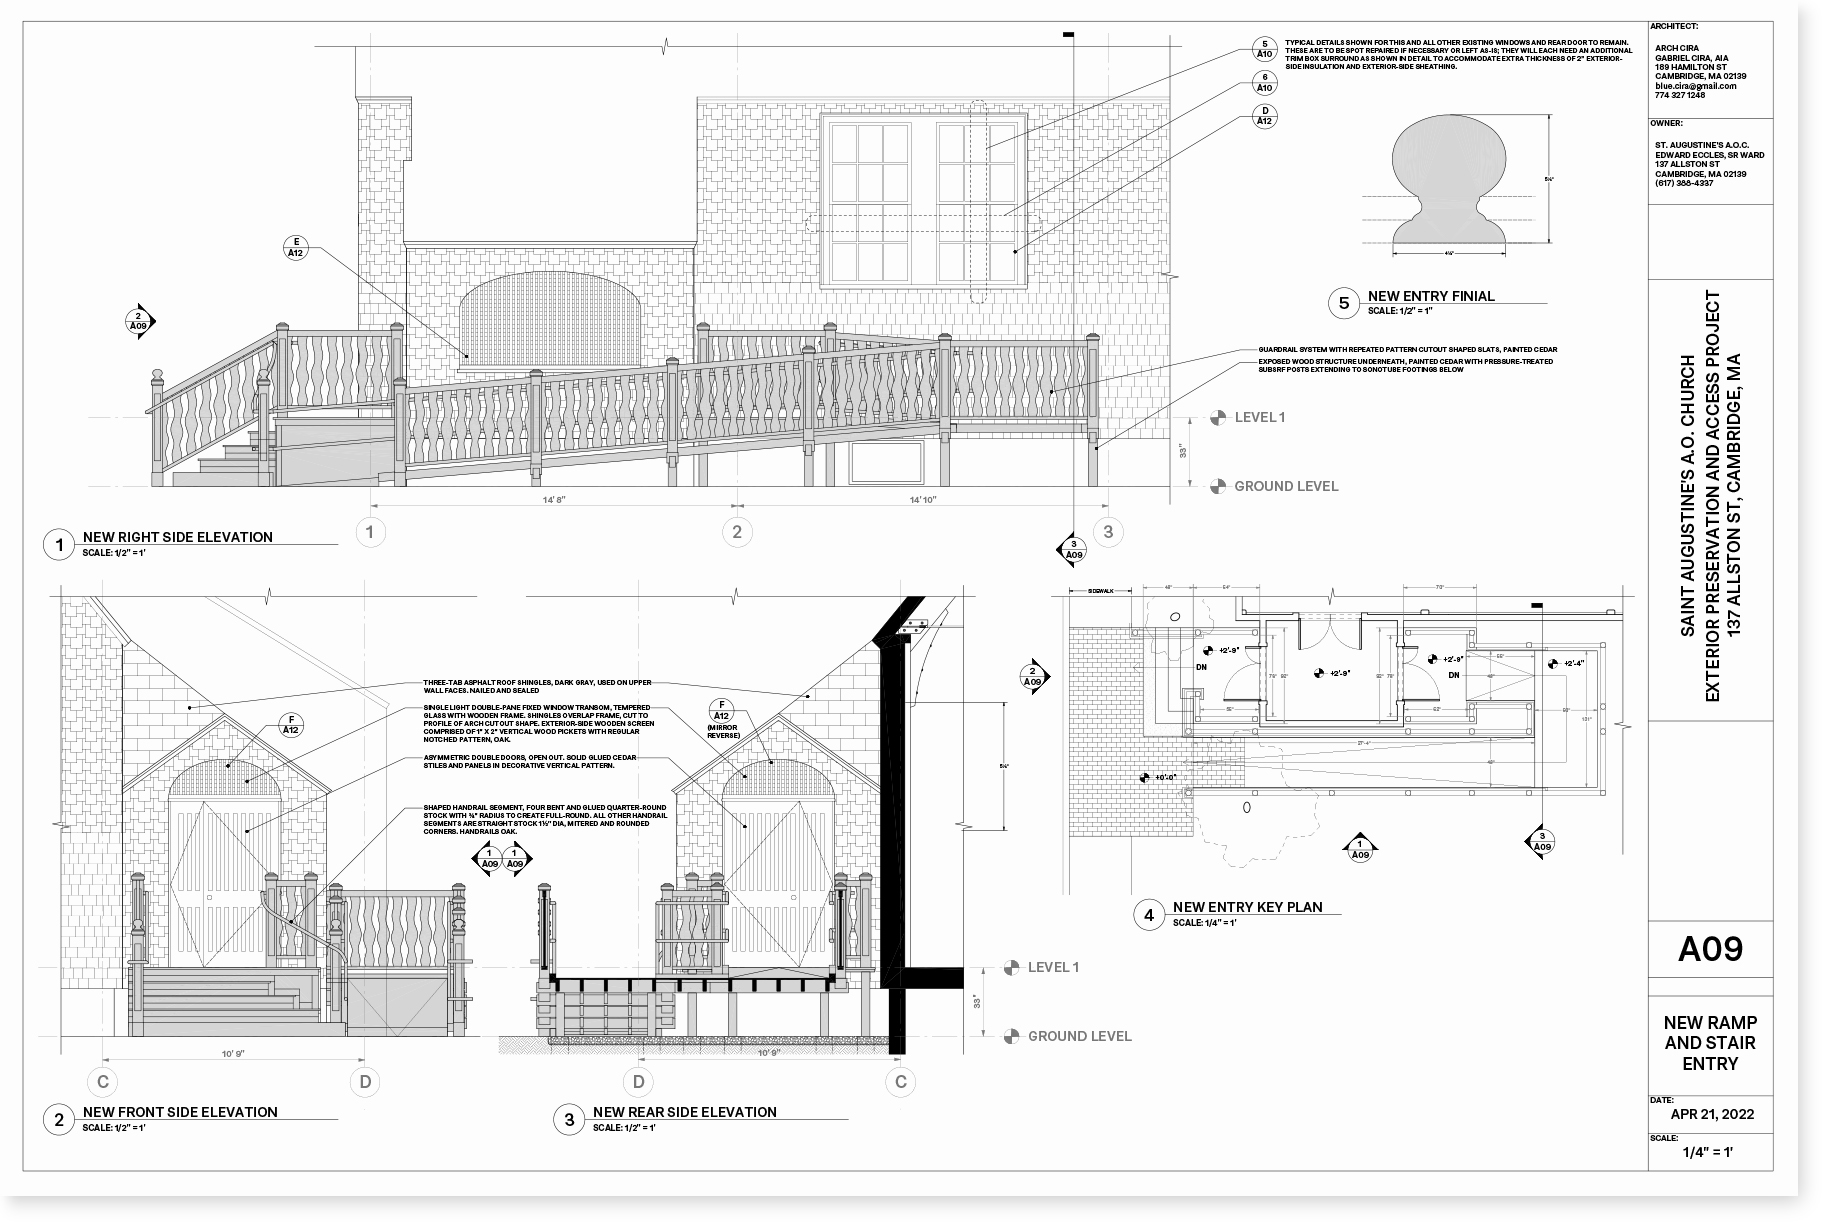 5
A10
TYPICAL DETAILS SHOWN FOR THIS AND ALL OTHER EXISTING WINDOWS AND REAR DOOR TO REMAIN.
THESE ARE TO BE SPOT REPAIRED IF NECESSARY OR LEFT AS-IS; THEY WILL EACH NEED AN ADDITIONAL
TRIM BOX SURROUND AS SHOWN IN DETAIL TO ACCOMMODATE EXTRA THICKNESS OF 2" EXTERIOR-
SIDE INSULATION AND EXTERIOR-SIDE SHEATHING.
6
A10
D
A12
E
A12
2
A09
GUARDRAIL SYSTEM WITH REPEATED PATTERN CUTOUT SHAPED SLATS, PAINTED CEDAR
EXPOSED WOOD STRUCTURE UNDERNEATH, PAINTED CEDAR WITH PRESSURE-TREATED
SUBSRF POSTS EXTENDING TO SONOTUBE FOOTINGS BELOW
LEVEL 1
33"
GROUND LEVEL
14' 8"
14' 10"
1
2
3
3
A09
1
NEW RIGHT SIDE ELEVATION
SCALE: 1/2" = 1'
5
NEW ENTRY FINIAL
SCALE: 1/2" = 1"
THREE-TAB ASPHALT ROOF SHINGLES, DARK GRAY, USED ON UPPER
WALL FACES. NAILED AND SEALED
SINGLE LIGHT DOUBLE-PANE FIXED WINDOW TRANSOM, TEMPERED
GLASS WITH WOODEN FRAME. SHINGLES OVERLAP FRAME, CUT TO
PROFILE OF ARCH CUTOUT SHAPE. EXTERIOR-SIDE WOODEN SCREEN
COMPRISED OF 1" X 2" VERTICAL WOOD PICKETS WITH REGULAR
NOTCHED PATTERN, OAK.
ASYMMETRIC DOUBLE DOORS, OPEN OUT. SOLID GLUED CEDAR
STILES AND PANELS IN DECORATIVE VERTICAL PATTERN.
SHAPED HANDRAIL SEGMENT, FOUR BENT AND GLUED QUARTER-ROUND
STOCK WITH ¾" RADIUS TO CREATE FULL-ROUND. ALL OTHER HANDRAIL
SEGMENTS ARE STRAIGHT STOCK 1½" DIA, MITERED AND ROUNDED
CORNERS. HANDRAILS OAK.
F
A12
F
A12
(MIRROR
REVERSE)
1
A09
1
A09
10' 9"
C
D
2
NEW FRONT SIDE ELEVATION
SCALE: 1/2" = 1'
LEVEL 1
33"
GROUND LEVEL
10' 9"
D
C
3
NEW REAR SIDE ELEVATION
SCALE: 1/2" = 1'
SIDEWALK
2
A09
+2'-9"
DN
+2'-9"
+2'-9"
DN
+2'-4"
+0'-0"
1
A09
3
A09
4
NEW ENTRY KEY PLAN
SCALE: 1/4" = 1'
ARCHITECT:
ARCH CIRA
GABRIEL CIRA, AIA
189 HAMILTON ST
CAMBRIDGE, MA 02139
blue.cira@gmail.com
774 327 1248
OWNER:
ST. AUGUSTINE'S A.O.C.
EDWARD ECCLES, SR WARD
137 ALLSTON ST
CAMBRIDGE, MA 02139
(617) 388-4337
SAINT AUGUSTINE'S A.O. CHURCH
EXTERIOR PRESERVATION AND ACCESS PROJECT
137 ALLSTON ST, CAMBRIDGE, MA
A09
NEW RAMP
AND STAIR
ENTRY
DATE:
APR 21, 2022
SCALE:
1/4" = 1'